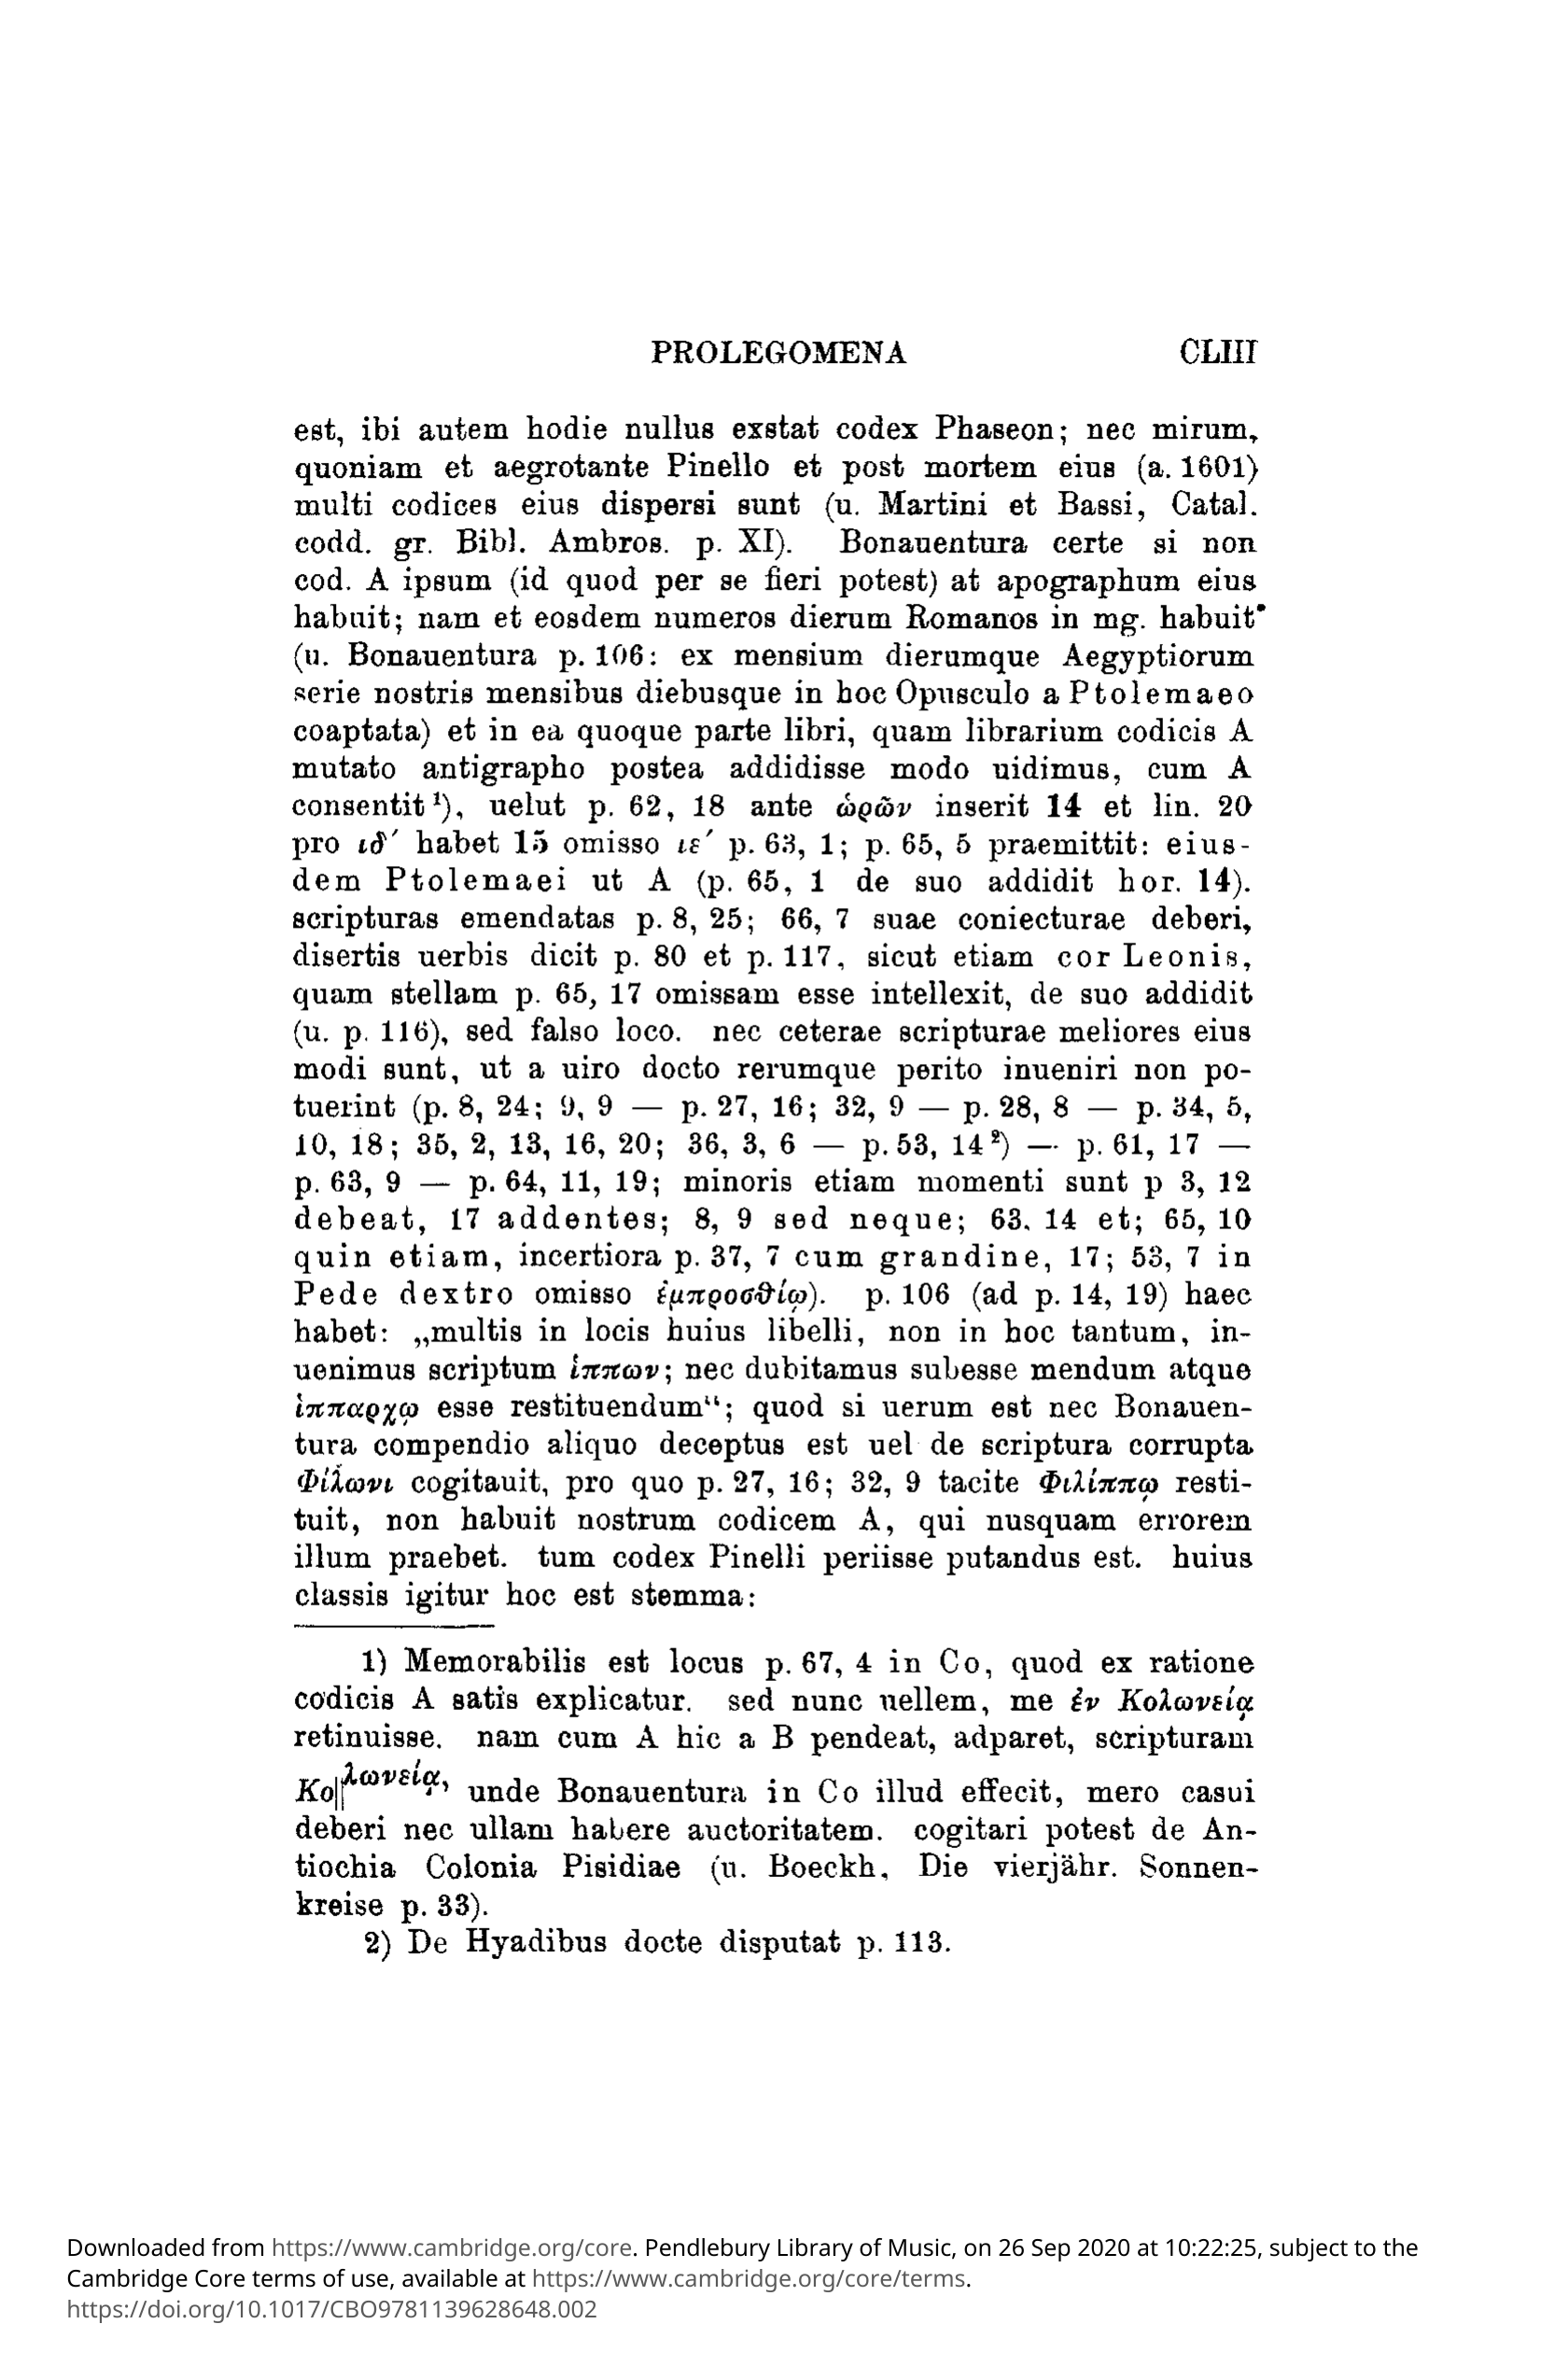 PROLEGOMENA CLIII
est, ibi autem hodie nullus exstat codex Phaseon; nec mirum,
quoniam et aegrotante Pinello et post mortem eius (a. 1601)
multi codices eius dispersi sunt (u. Martini et Bassi, Catal.
codd. gr. Bibl. Ambros. p. XI). Bonauentura certe si non
cod. A ipsum (id quod per se fieri potest) at apographum eius
habuit; nam et eosdem numeros dierum Romanos in mg. habuit
(u. Bonauentura p. 106: ex mensium dierumque Aegyptiorum
serie nostris mensibus diebusque in hoc Opusculo a Ptolemaeo
coaptata) et in ea quoque parte libri, quam librarium codicis A
mutato antigrapho postea addidisse modo uidimus, cum A
consentit¹), uelut p. 62, 18 ante ὡρῶν inserit 14 et lin. 20
pro ιδ′ habet 15 omisso ιε′ p. 63, 1; p. 65, 5 praemittit: eius-
dem Ptolemaei ut A (p. 65, 1 de suo addidit hor. 14).
scripturas emendatas p. 8, 25; 66, 7 suae coniecturae deberi,
disertis uerbis dicit p. 80 et p. 117, sicut etiam cor Leonis,
quam stellam p. 65, 17 omissam esse intellexit, de suo addidit
(u. p. 116), sed falso loco. nec ceterae scripturae meliores eius
modi sunt, ut a uiro docto rerumque perito inueniri non po-
tuerint (p. 8, 24; 9, 9 — p. 27, 16; 32, 9 — p. 28, 8 — p. 34, 5,
10, 18; 35, 2, 13, 16, 20; 36, 3, 6 — p. 53, 14²) — p. 61, 17 —
p. 63, 9 — p. 64, 11, 19; minoris etiam momenti sunt p 3, 12
debeat, 17 addentes; 8, 9 sed neque; 63, 14 et; 65, 10
quin etiam, incertiora p. 37, 7 cum grandine, 17; 53, 7 in
Pede dextro omisso ἐμπροσθίῳ). p. 106 (ad p. 14, 19) haec
habet: „multis in locis huius libelli, non in hoc tantum, in-
uenimus scriptum ἱππων; nec dubitamus subesse mendum atque
ἱππαρχῳ esse restituendum“; quod si uerum est nec Bonauen-
tura compendio aliquo deceptus est uel de scriptura corrupta
Φίλωνι cogitauit, pro quo p. 27, 16; 32, 9 tacite Φιλίππῳ resti-
tuit, non habuit nostrum codicem A, qui nusquam errorem
illum praebet. tum codex Pinelli periisse putandus est. huius
classis igitur hoc est stemma:
1) Memorabilis est locus p. 67, 4 in Co, quod ex ratione
codicis A satis explicatur. sed nunc uellem, me ἐν Κολωνείᾳ
retinuisse. nam cum A hic a B pendeat, adparet, scripturam
Κο||λωνείᾳ, unde Bonauentura in Co illud effecit, mero casui
deberi nec ullam habere auctoritatem. cogitari potest de An-
tiochia Colonia Pisidiae (u. Boeckh, Die vierjähr. Sonnen-
kreise p. 33).
2) De Hyadibus docte disputat p. 113.
Downloaded from https://www.cambridge.org/core. Pendlebury Library of Music, on 26 Sep 2020 at 10:22:25, subject to the
Cambridge Core terms of use, available at https://www.cambridge.org/core/terms.
https://doi.org/10.1017/CBO9781139628648.002